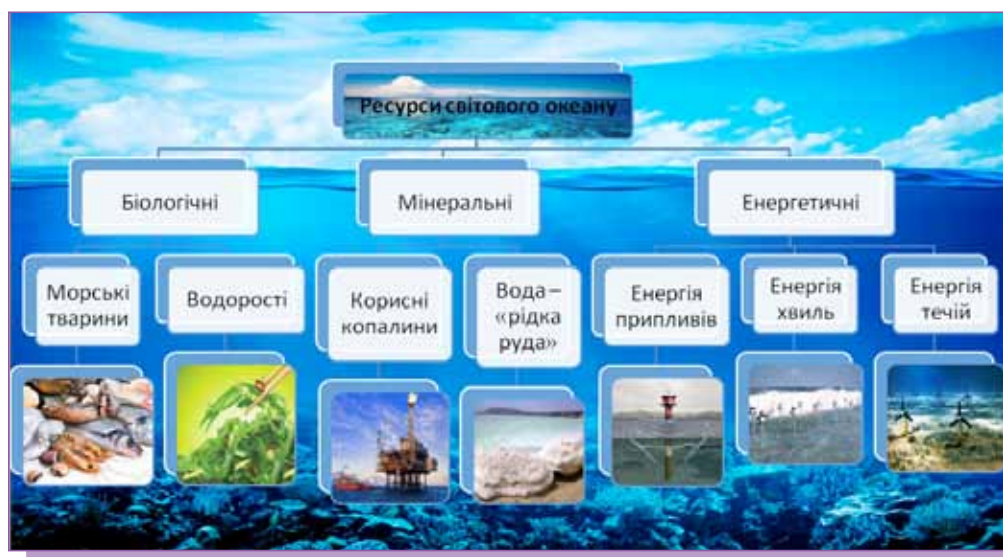 Ресурси світового океану
Біологічні
Мінеральні
Енергетичні
Морські
тварини
Водорості
Корисні
копалини
Вода –
«рідка
руда»
Енергія
припливів
Енергія
хвиль
Енергія
течій